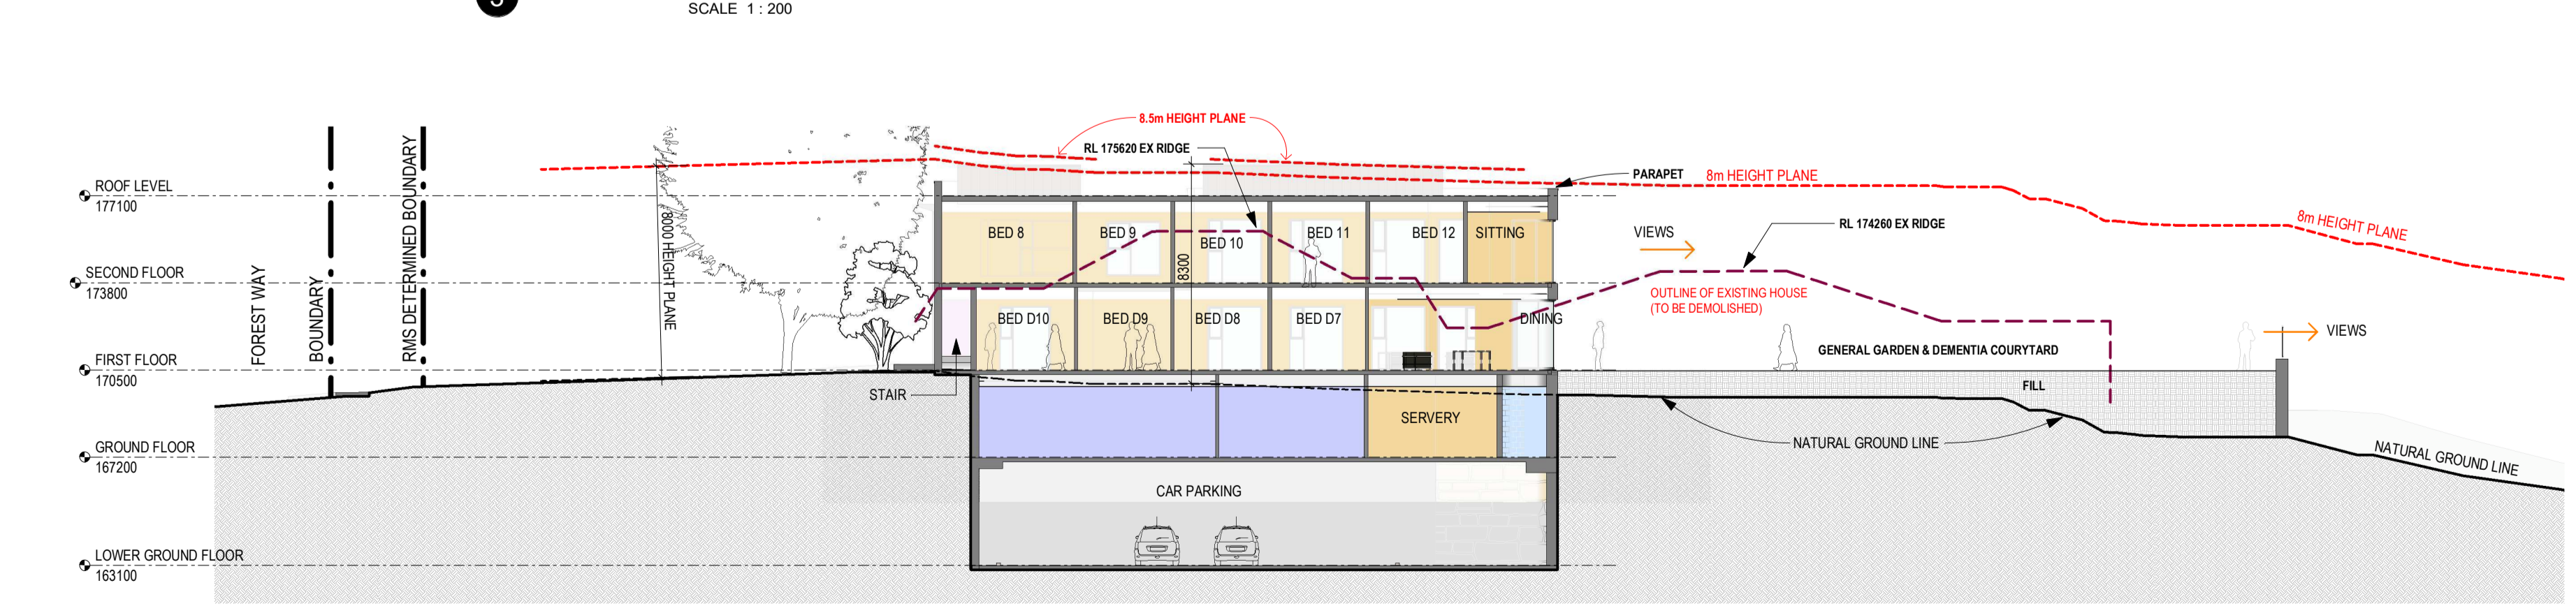 SCALE 1 : 200
8.5m HEIGHT PLANE
RL 175620 EX RIDGE
PARAPET
8m HEIGHT PLANE
ROOF LEVEL
177100
8m HEIGHT PLANE
RL 174260 EX RIDGE
VIEWS
BED 8
BED 9
BED 10
BED 11
BED 12
SITTING
8000 HEIGHT PLANE
8300
SECOND FLOOR
173800
OUTLINE OF EXISTING HOUSE
(TO BE DEMOLISHED)
FOREST WAY
BOUNDARY
RMS DETERMINED BOUNDARY
BED D10
BED D9
BED D8
BED D7
DINING
VIEWS
GENERAL GARDEN & DEMENTIA COURYTARD
FIRST FLOOR
170500
FILL
STAIR
SERVERY
NATURAL GROUND LINE
NATURAL GROUND LINE
GROUND FLOOR
167200
CAR PARKING
LOWER GROUND FLOOR
163100